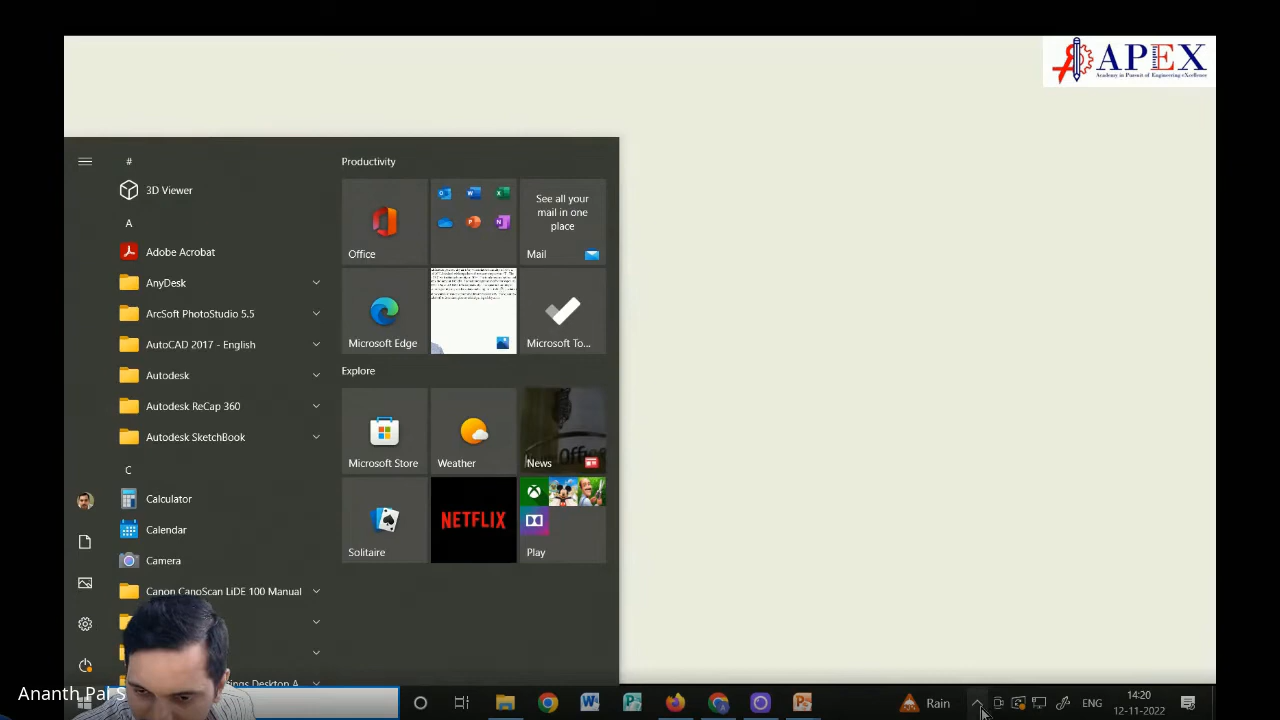 APEX
Academy in Pursuit of Engineering eXcellence
#
3D Viewer
A
Adobe Acrobat
AnyDesk
ArcSoft PhotoStudio 5.5
AutoCAD 2017 - English
Autodesk
Autodesk ReCap 360
Autodesk SketchBook
C
Calculator
Calendar
Camera
Canon CanoScan LiDE 100 Manual
Productivity
Office
See all your
mail in one
place
Mail
Microsoft Edge
Microsoft To...
Explore
Microsoft Store
Weather
Office
News
Solitaire
NETFLIX
Play
Ananth Pai S
Rain
ENG
14:20
12-11-2022